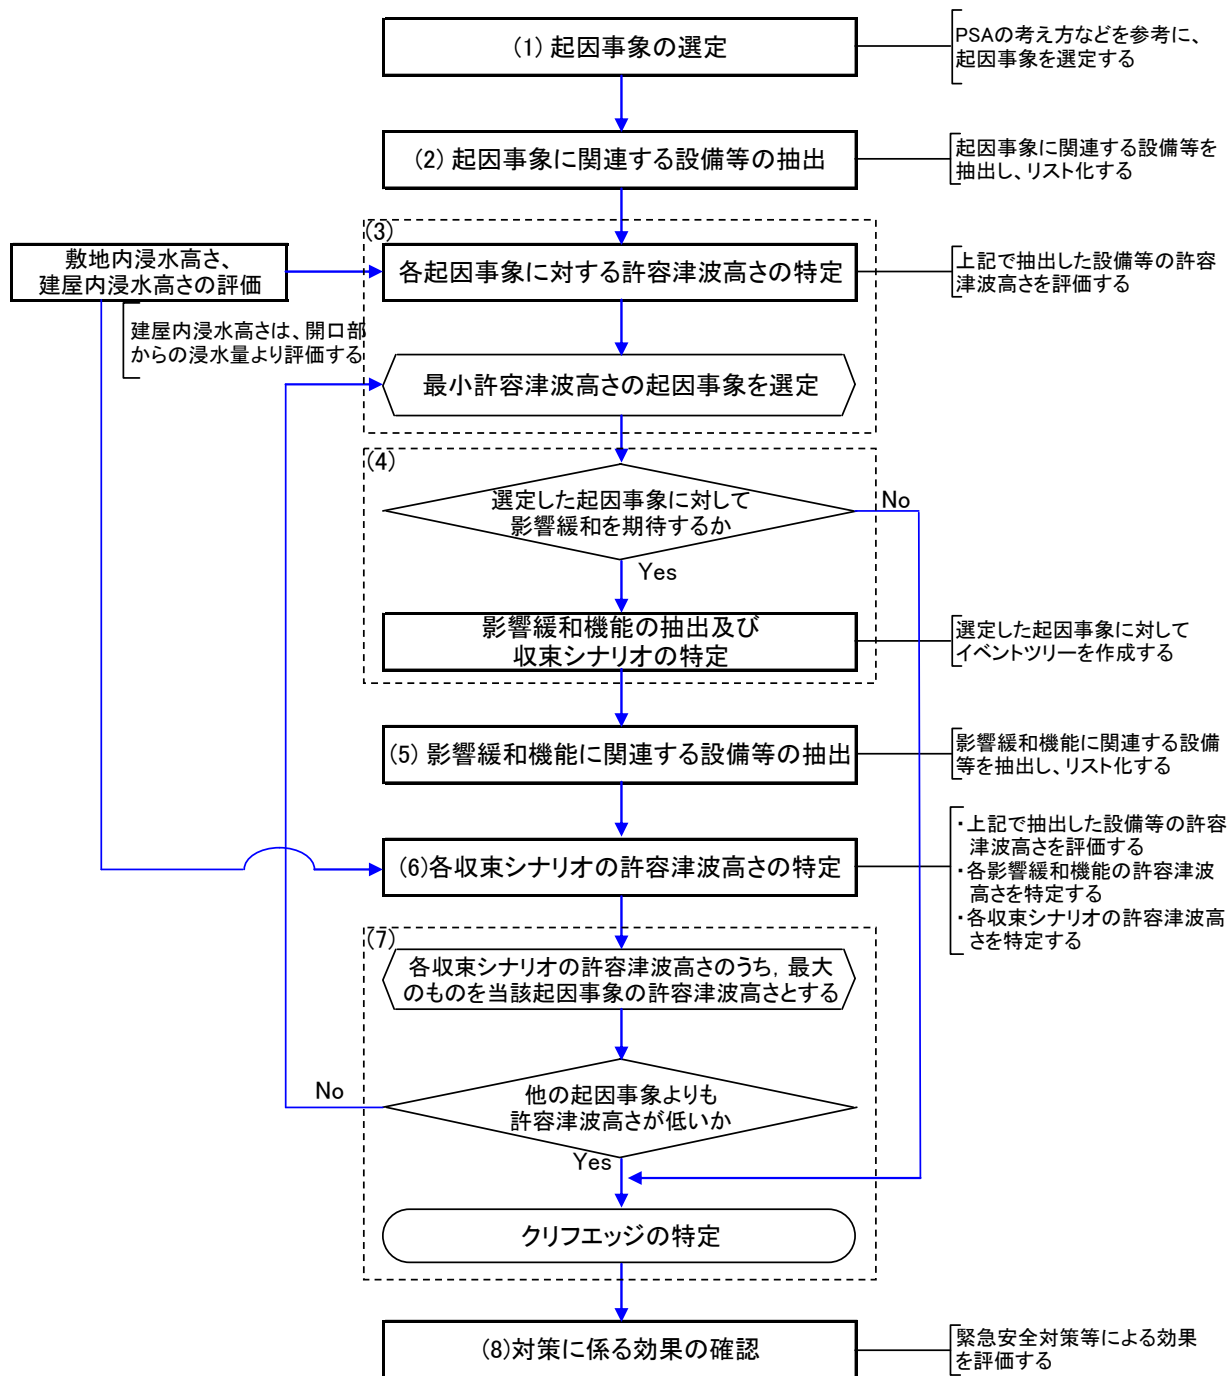 (1) 起因事象の選定
PSAの考え方などを参考に、
起因事象を選定する
(2) 起因事象に関連する設備等の抽出
起因事象に関連する設備等を
抽出し、リスト化する
(3)
敷地内浸水高さ、
建屋内浸水高さの評価
各起因事象に対する許容津波高さの特定
上記で抽出した設備等の許容
津波高さを評価する
建屋内浸水高さは、開口部
からの浸水量より評価する
最小許容津波高さの起因事象を選定
(4)
選定した起因事象に対して
影響緩和を期待するか
No
Yes
影響緩和機能の抽出及び
収束シナリオの特定
選定した起因事象に対して
イベントツリーを作成する
(5) 影響緩和機能に関連する設備等の抽出
影響緩和機能に関連する設備
等を抽出し、リスト化する
(6)各収束シナリオの許容津波高さの特定
・上記で抽出した設備等の許容
津波高さを評価する
・各影響緩和機能の許容津波
高さを特定する
・各収束シナリオの許容津波高
さを特定する
(7)
各収束シナリオの許容津波高さのうち，最大
のものを当該起因事象の許容津波高さとする
No
他の起因事象よりも
許容津波高さが低いか
Yes
クリフエッジの特定
(8)対策に係る効果の確認
緊急安全対策等による効果
を評価する